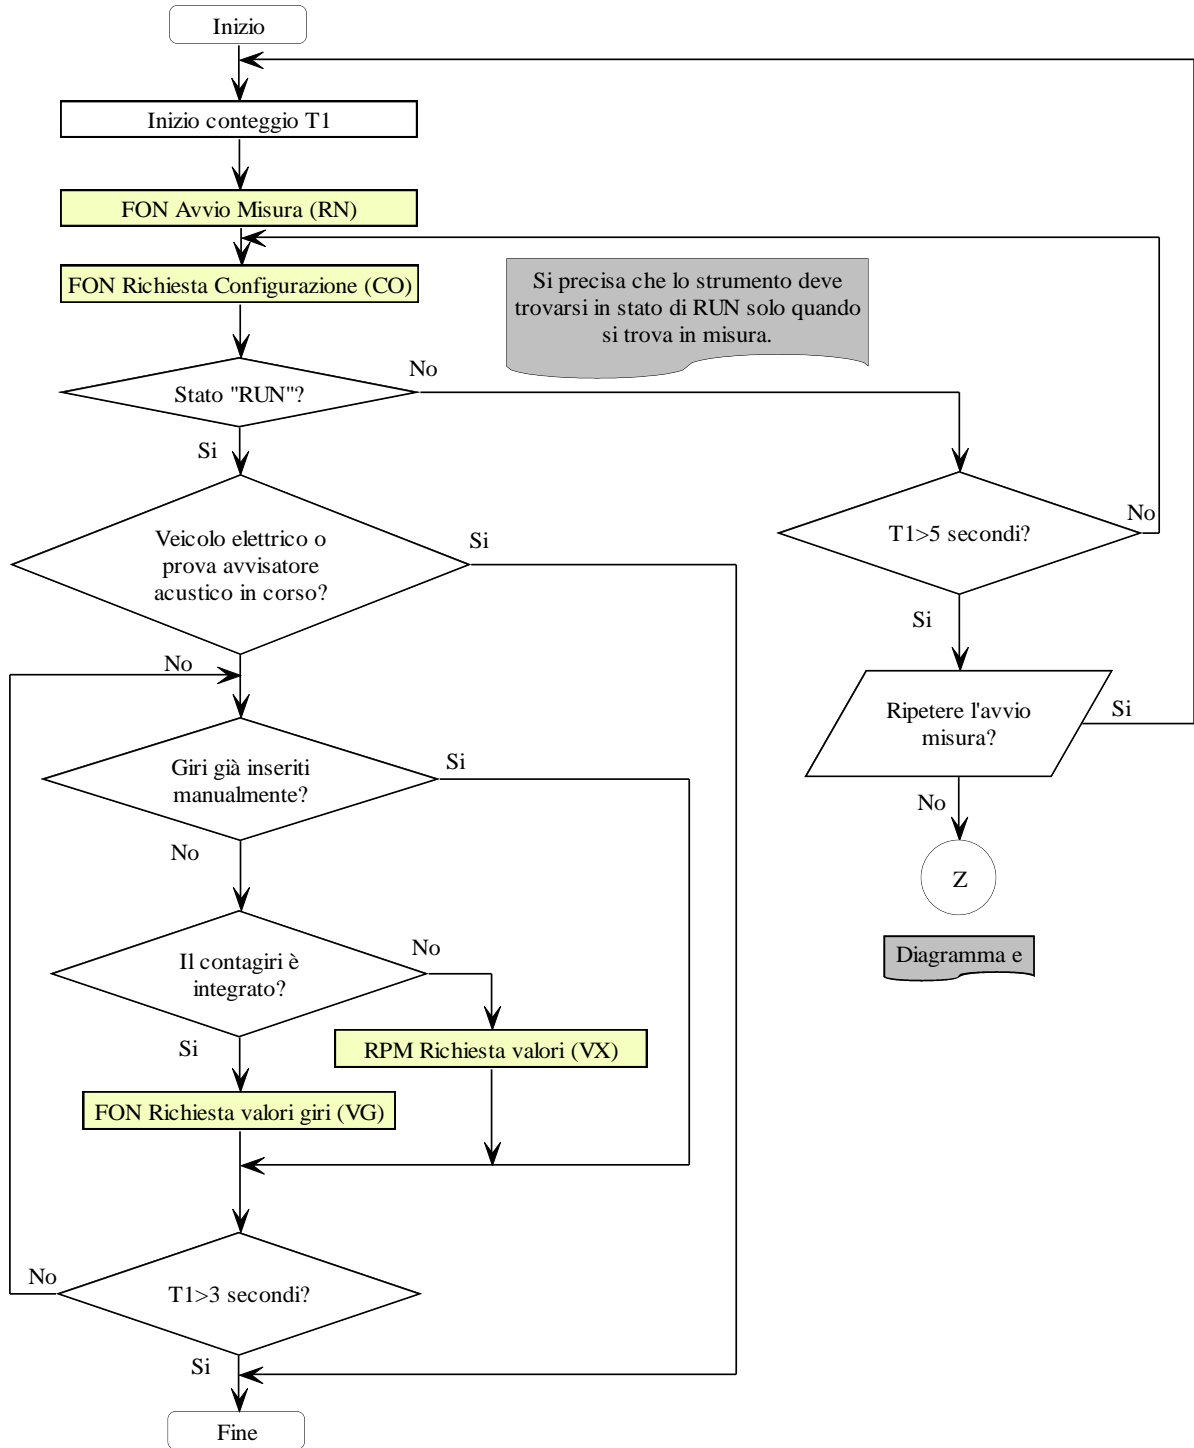 Inizio
Inizio conteggio T1
FON Avvio Misura (RN)
FON Richiesta Configurazione (CO)
Si precisa che lo strumento deve
trovarsi in stato di RUN solo quando
si trova in misura.
Stato "RUN"?
No
Si
Veicolo elettrico o
prova avvisatore
acustico in corso?
Si
No
T1>5 secondi?
No
Si
Ripetere l'avvio
misura?
Si
No
Z
Diagramma e
Giri già inseriti
manualmente?
Si
No
Il contagiri è
integrato?
No
Si
RPM Richiesta valori (VX)
FON Richiesta valori giri (VG)
T1>3 secondi?
No
Si
Fine